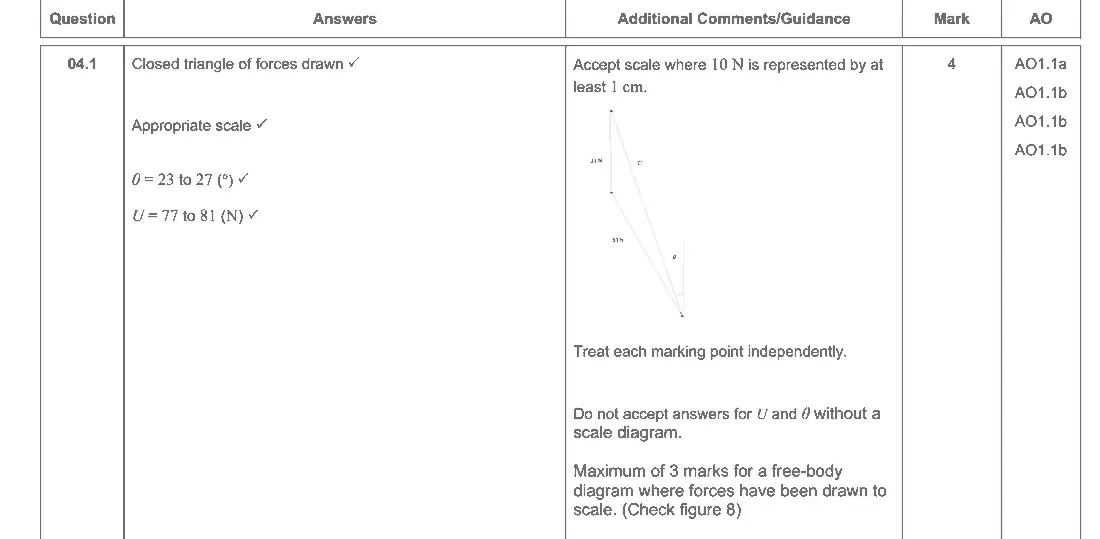 Question Answers Additional Comments/Guidance Mark AO
04.1 Closed triangle of forces drawn ✓ Accept scale where 10 N is represented by at 4 AO1.1a
least 1 cm. AO1.1b
Appropriate scale ✓ AO1.1b
AO1.1b
θ = 23 to 27 (°) ✓
U = 77 to 81 (N) ✓
θ
Treat each marking point independently.
Do not accept answers for U and θ without a
scale diagram.
Maximum of 3 marks for a free-body
diagram where forces have been drawn to
scale. (Check figure 8)